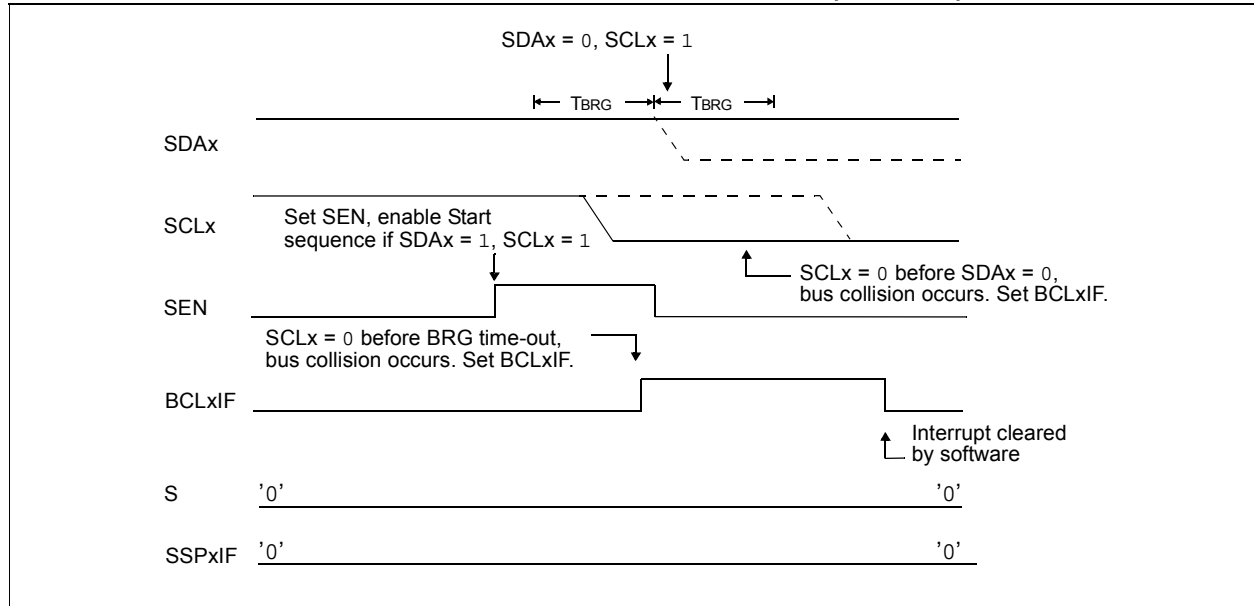 SDAx = 0, SCLx = 1
TBRG TBRG
SDAx
SCLx
Set SEN, enable Start
sequence if SDAx = 1, SCLx = 1
SCLx = 0 before SDAx = 0,
bus collision occurs. Set BCLxIF.
SEN
SCLx = 0 before BRG time-out,
bus collision occurs. Set BCLxIF.
BCLxIF
Interrupt cleared
by software
S '0' '0'
SSPxIF '0' '0'